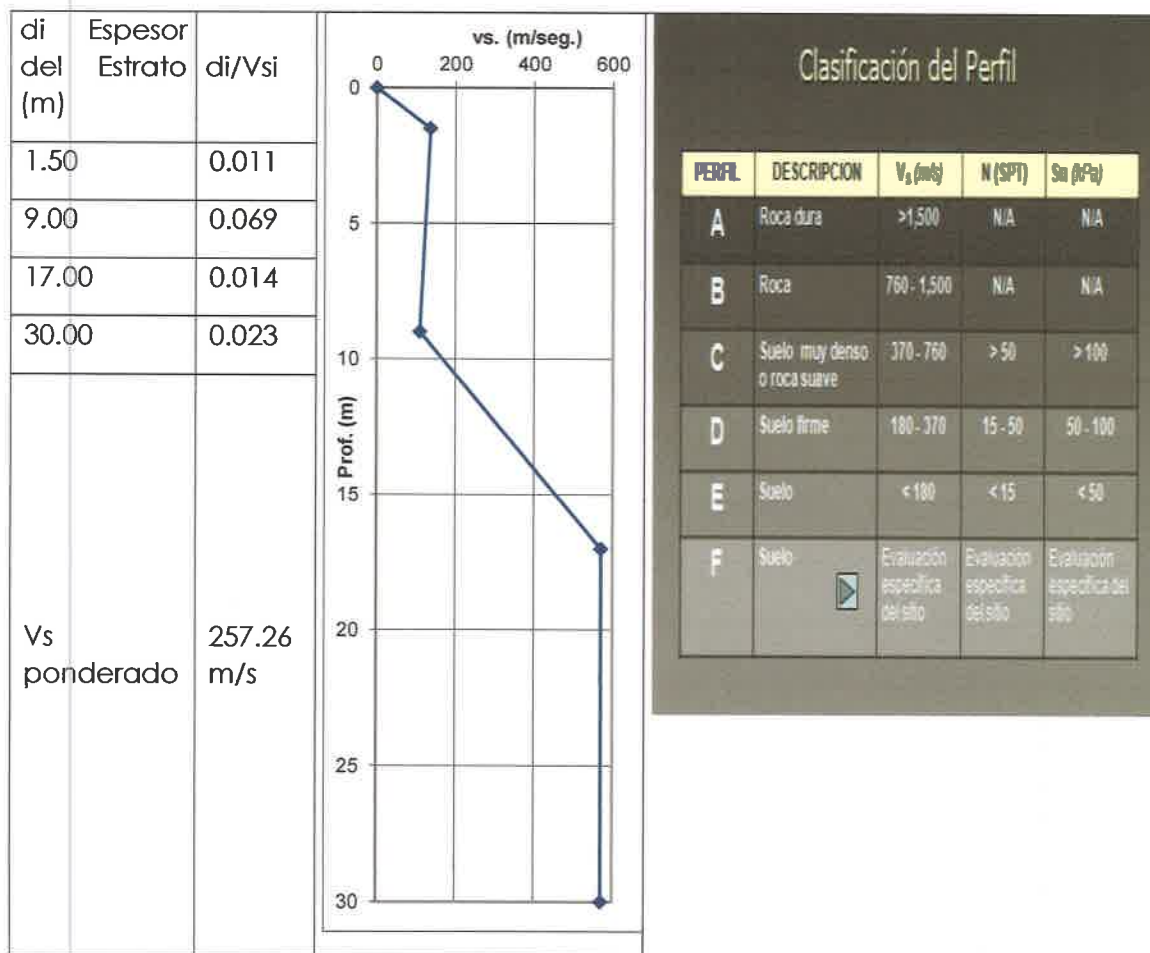 di Espesor
del Estrato
(m)
di/Vsi
1.50 0.011
9.00 0.069
17.00 0.014
30.00 0.023
Vs
ponderado
257.26
m/s
vs. (m/seg.)
0 200 400 600
0
5
10
15
20
25
30
Prof. (m)
Clasificación del Perfil
PERFIL DESCRIPCION Vs (m/s) N (SPT) Su (kPa)
A Roca dura >1,500 N/A N/A
B Roca 760 - 1,500 N/A N/A
C Suelo muy denso 370 - 760 > 50 > 100
o roca suave
D Suelo firme 180 - 370 15 - 50 50 - 100
E Suelo < 180 < 15 < 50
F Suelo Evaluación Evaluación Evaluación
especifica especifica especifica del
del sitio del sitio sitio